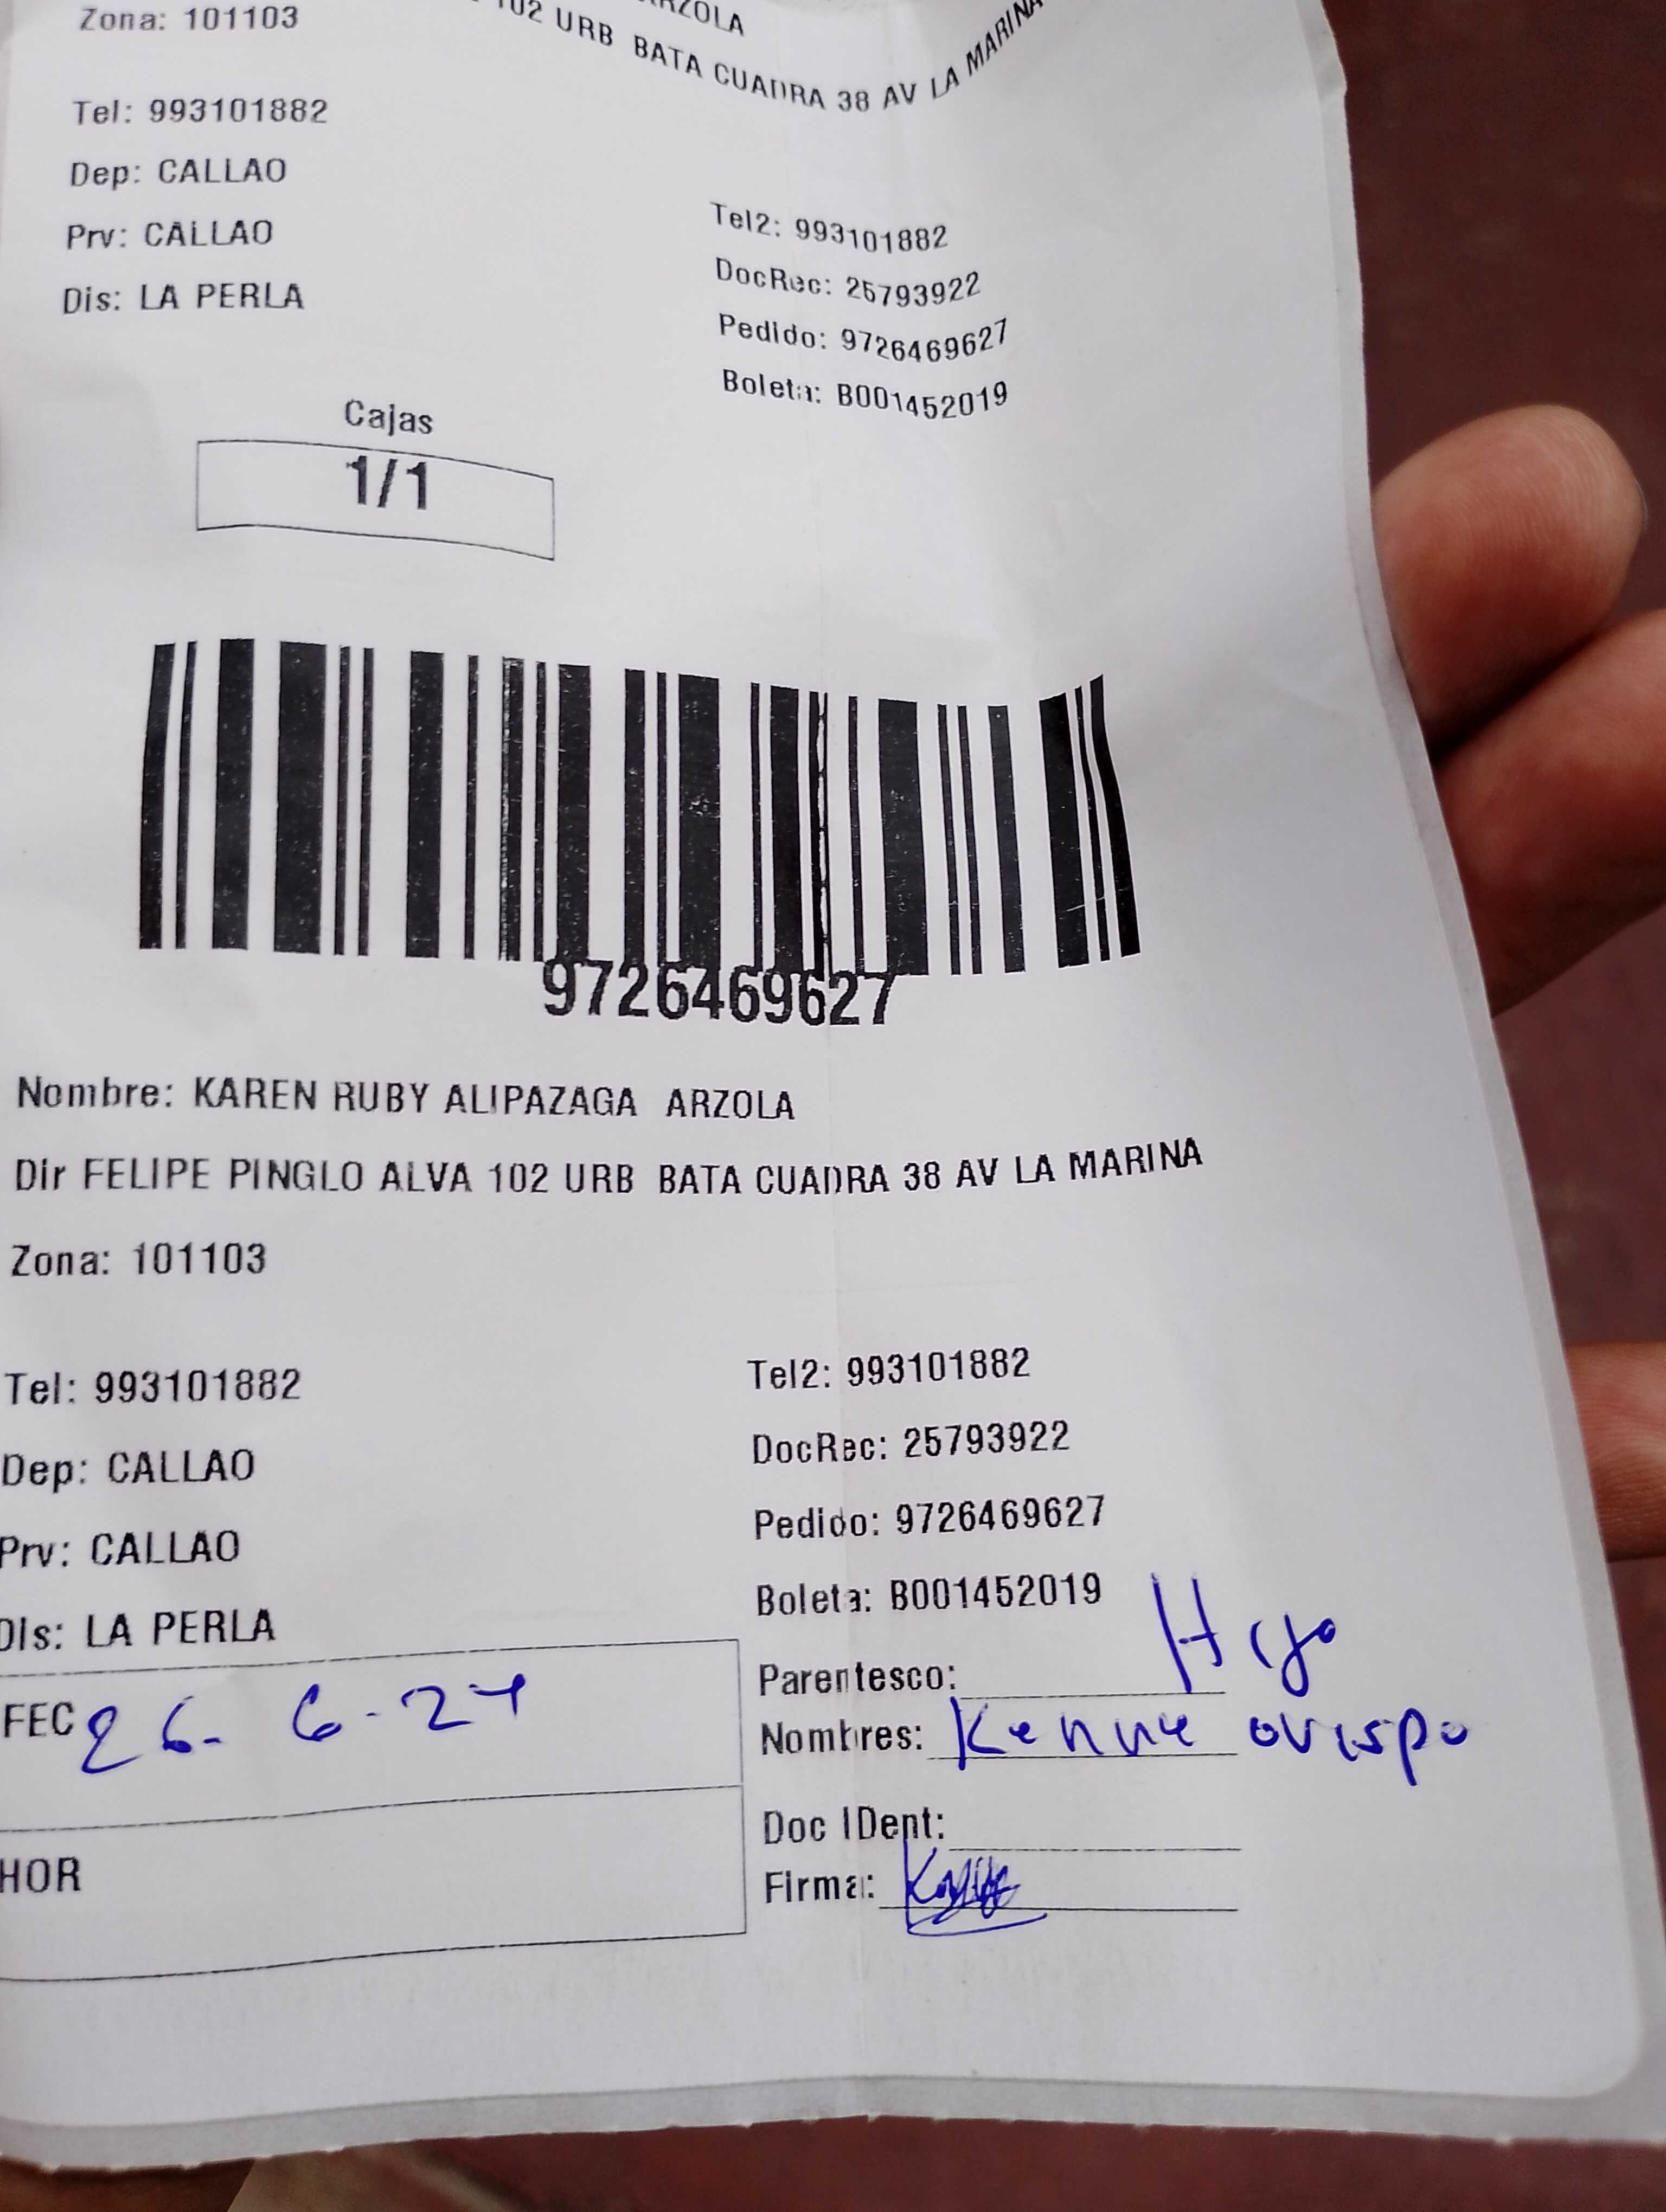 ARZOLA
102 URB BATA CUADRA 38 AV LA MARINA
Zona: 101103
Tel: 993101882
Dep: CALLAO
Prv: CALLAO
Dis: LA PERLA
Tel2: 993101882
DocRec: 25793922
Pedido: 9726469627
Boleta: B001452019
Cajas
1/1
9726469627
Nombre: KAREN RUBY ALIPAZAGA ARZOLA
Dir FELIPE PINGLO ALVA 102 URB BATA CUADRA 38 AV LA MARINA
Zona: 101103
Tel: 993101882
Dep: CALLAO
Prv: CALLAO
Dis: LA PERLA
Tel2: 993101882
DocRec: 25793922
Pedido: 9726469627
Boleta: B001452019
FEC 26-6-24
HOR
Parentesco: Hijo
Nombres: Kenne ovispo
Doc IDent:
Firma: